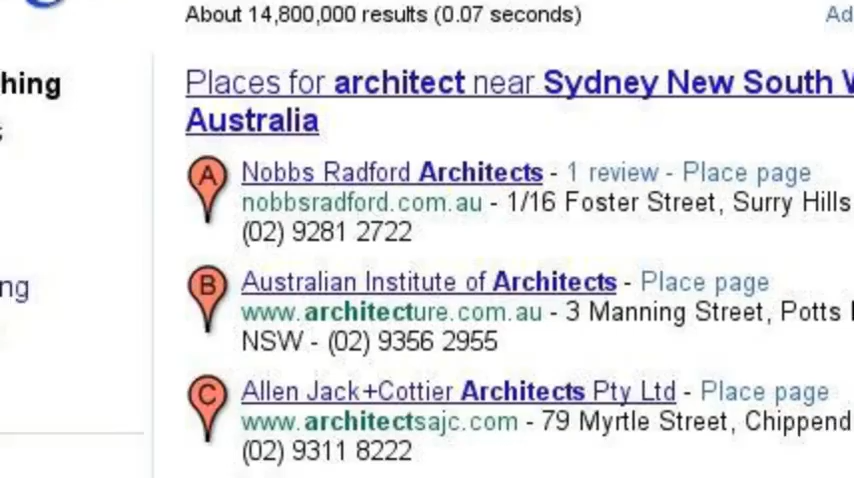 About 14,800,000 results (0.07 seconds)
Ad
hing
Places for architect near Sydney New South
Australia
A Nobbs Radford Architects - 1 review - Place page
nobbsradford.com.au - 1/16 Foster Street, Surry Hills
(02) 9281 2722
ng
B Australian Institute of Architects - Place page
www.architecture.com.au - 3 Manning Street, Potts
NSW - (02) 9356 2955
C Allen Jack+Cottier Architects Pty Ltd - Place page
www.architectsajc.com - 79 Myrtle Street, Chippend
(02) 9311 8222